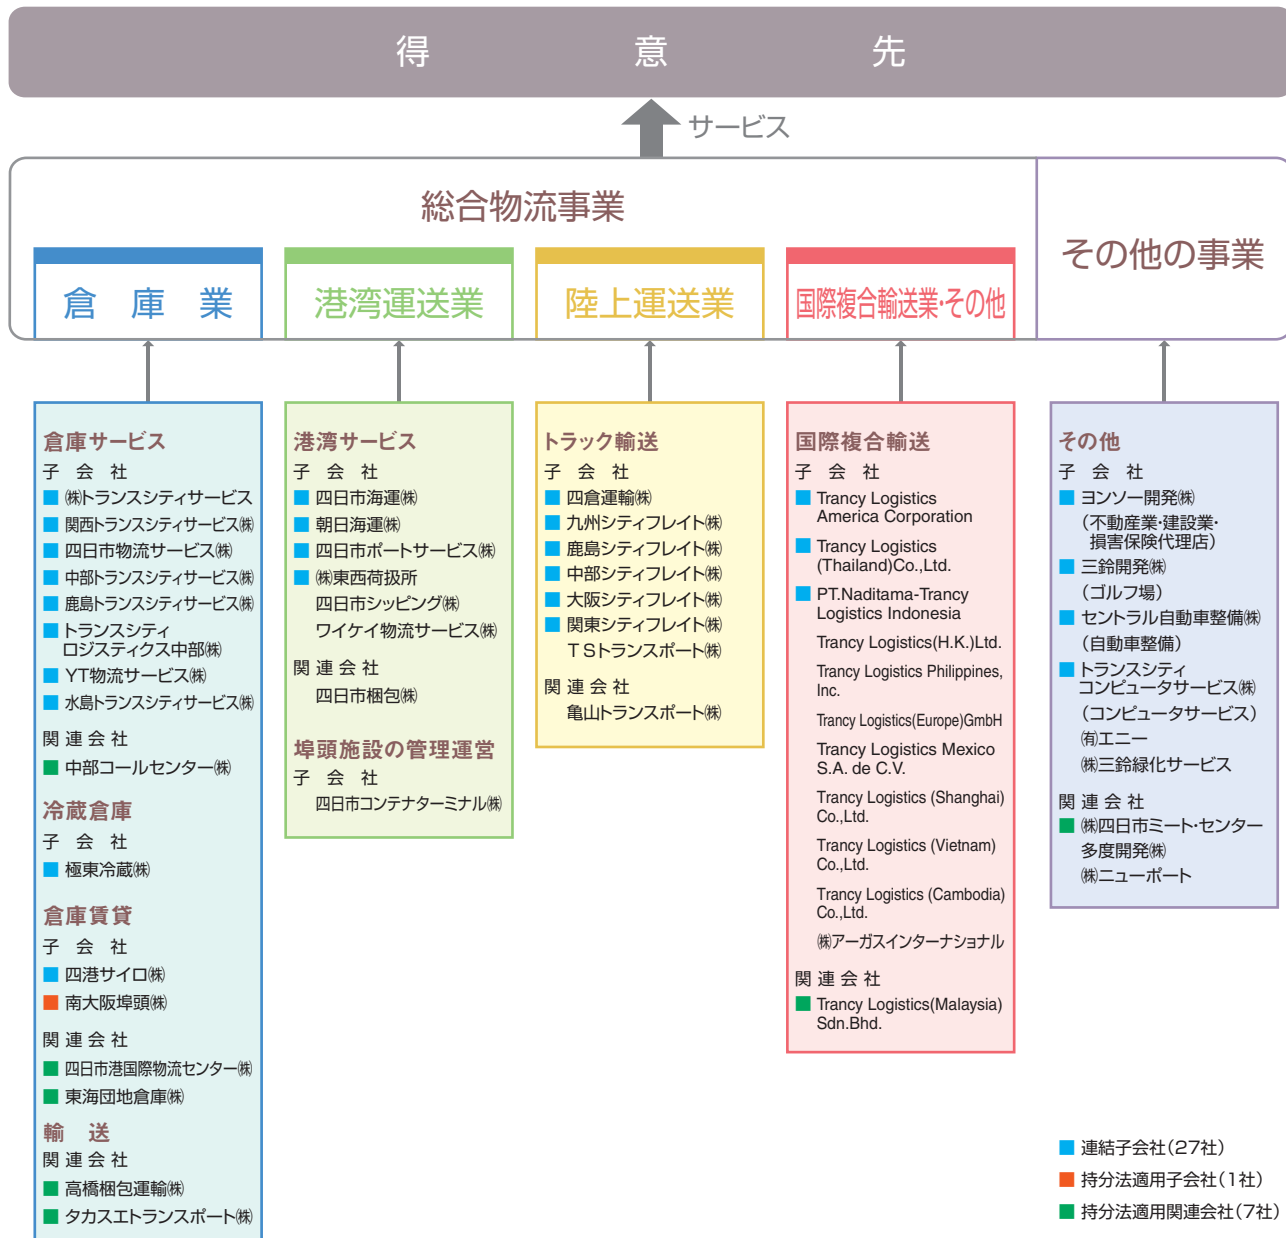 得意先
サービス
総合物流事業
その他の事業
倉庫業
港湾運送業
陸上運送業
国際複合輸送業・その他
倉庫サービス
子会社
㈱トランスシティサービス
関西トランスシティサービス㈱
四日市物流サービス㈱
中部トランスシティサービス㈱
鹿島トランスシティサービス㈱
トランスシティ
ロジスティクス中部㈱
YT物流サービス㈱
水島トランスシティサービス㈱
関連会社
中部コールセンター㈱
冷蔵倉庫
子会社
極東冷蔵㈱
倉庫賃貸
子会社
四港サイロ㈱
南大阪埠頭㈱
関連会社
四日市港国際物流センター㈱
東海団地倉庫㈱
輸送
関連会社
高橋梱包運輸㈱
タカスエトランスポート㈱
港湾サービス
子会社
四日市海運㈱
朝日海運㈱
四日市ポートサービス㈱
㈱東西荷扱所
四日市シッピング㈱
ワイケイ物流サービス㈱
関連会社
四日市梱包㈱
埠頭施設の管理運営
子会社
四日市コンテナターミナル㈱
トラック輸送
子会社
四倉運輸㈱
九州シティフレイト㈱
鹿島シティフレイト㈱
中部シティフレイト㈱
大阪シティフレイト㈱
関東シティフレイト㈱
TSトランスポート㈱
関連会社
亀山トランスポート㈱
国際複合輸送
子会社
Trancy Logistics
America Corporation
Trancy Logistics
(Thailand)Co.,Ltd.
PT.Naditama-Trancy
Logistics Indonesia
Trancy Logistics(H.K.)Ltd.
Trancy Logistics Philippines,
Inc.
Trancy Logistics(Europe)GmbH
Trancy Logistics Mexico
S.A. de C.V.
Trancy Logistics (Shanghai)
Co.,Ltd.
Trancy Logistics (Vietnam)
Co.,Ltd.
Trancy Logistics (Cambodia)
Co.,Ltd.
㈱アーガスインターナショナル
関連会社
Trancy Logistics(Malaysia)
Sdn.Bhd.
その他
子会社
ヨンソー開発㈱
(不動産業・建設業・
損害保険代理店)
三鈴開発㈱
(ゴルフ場)
セントラル自動車整備㈱
(自動車整備)
トランスシティ
コンピュータサービス㈱
(コンピュータサービス)
㈲エニー
㈱三鈴緑化サービス
関連会社
㈱四日市ミート・センター
多度開発㈱
㈱ニューポート
連結子会社(27社)
持分法適用子会社(1社)
持分法適用関連会社(7社)